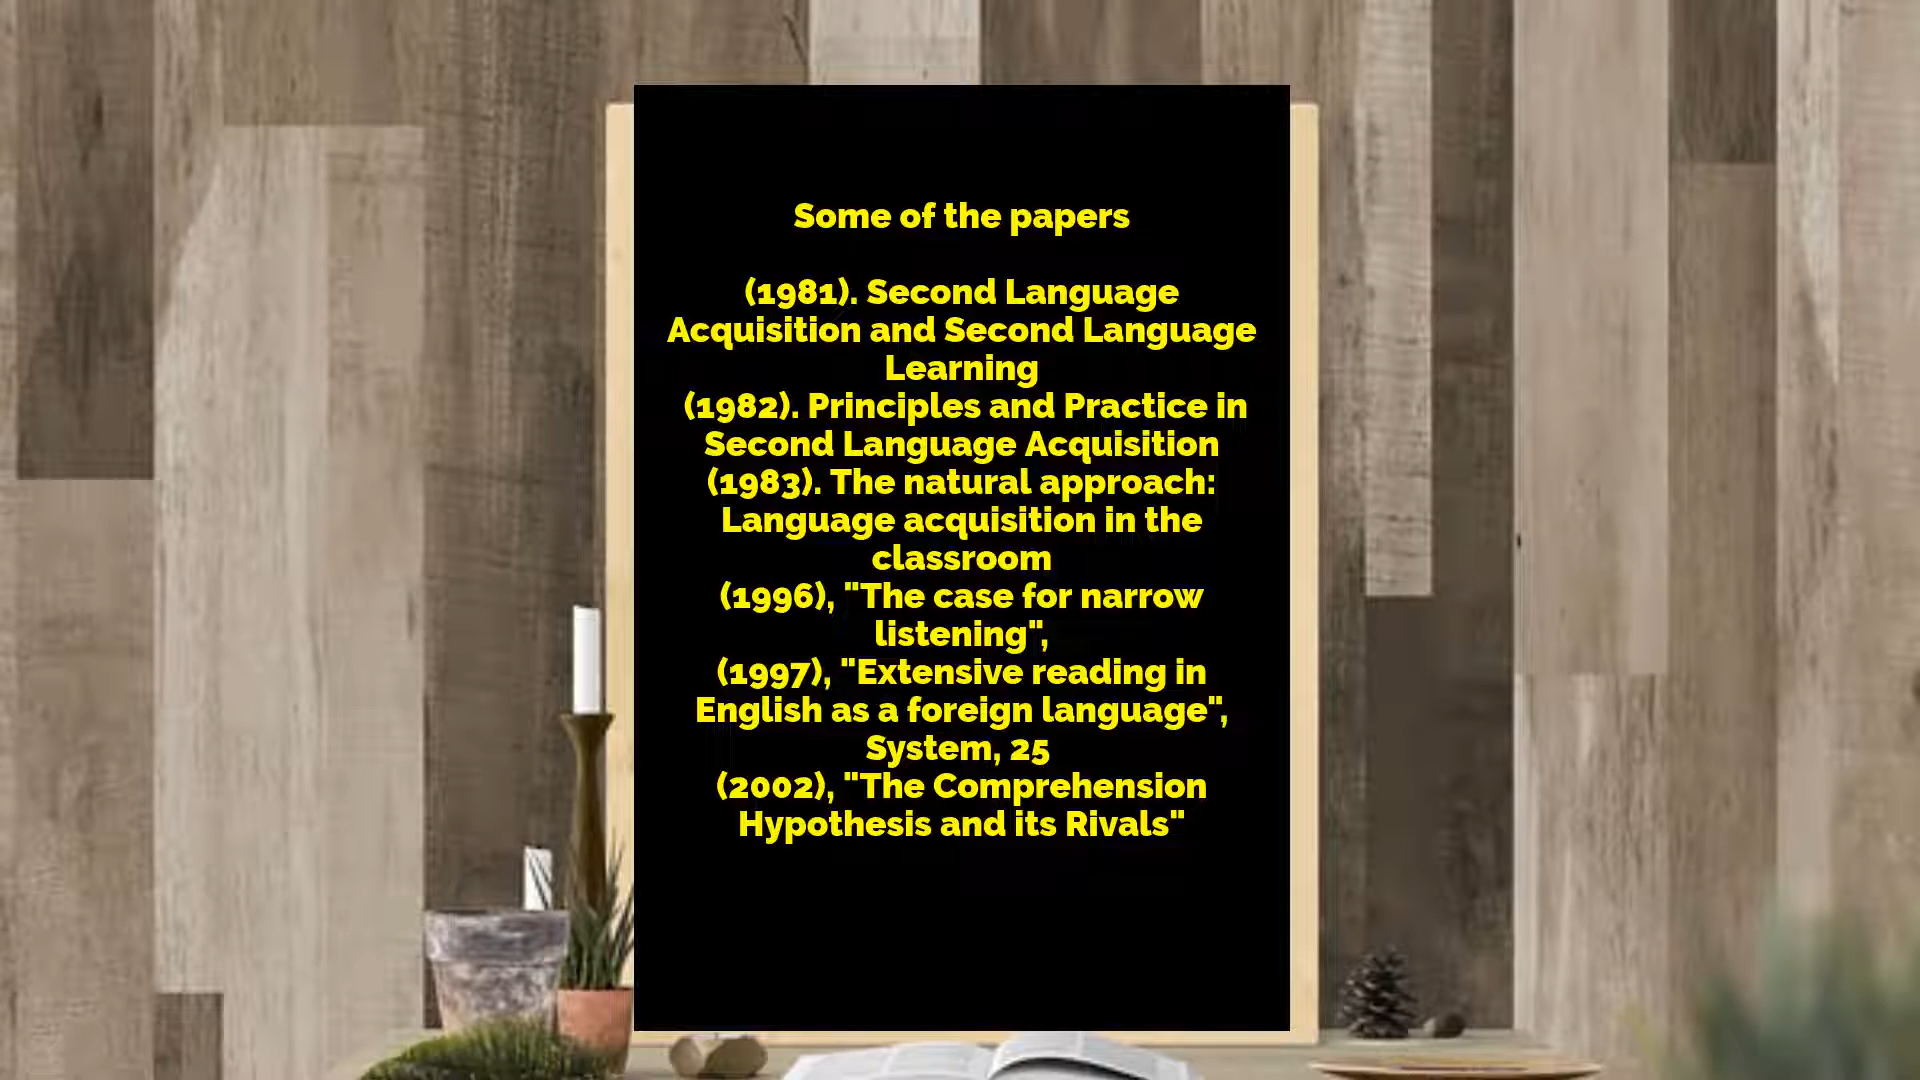 Some of the papers
(1981). Second Language
Acquisition and Second Language
Learning
(1982). Principles and Practice in
Second Language Acquisition
(1983). The natural approach:
Language acquisition in the
classroom
(1996), "The case for narrow
listening",
(1997), "Extensive reading in
English as a foreign language",
System, 25
(2002), "The Comprehension
Hypothesis and its Rivals"